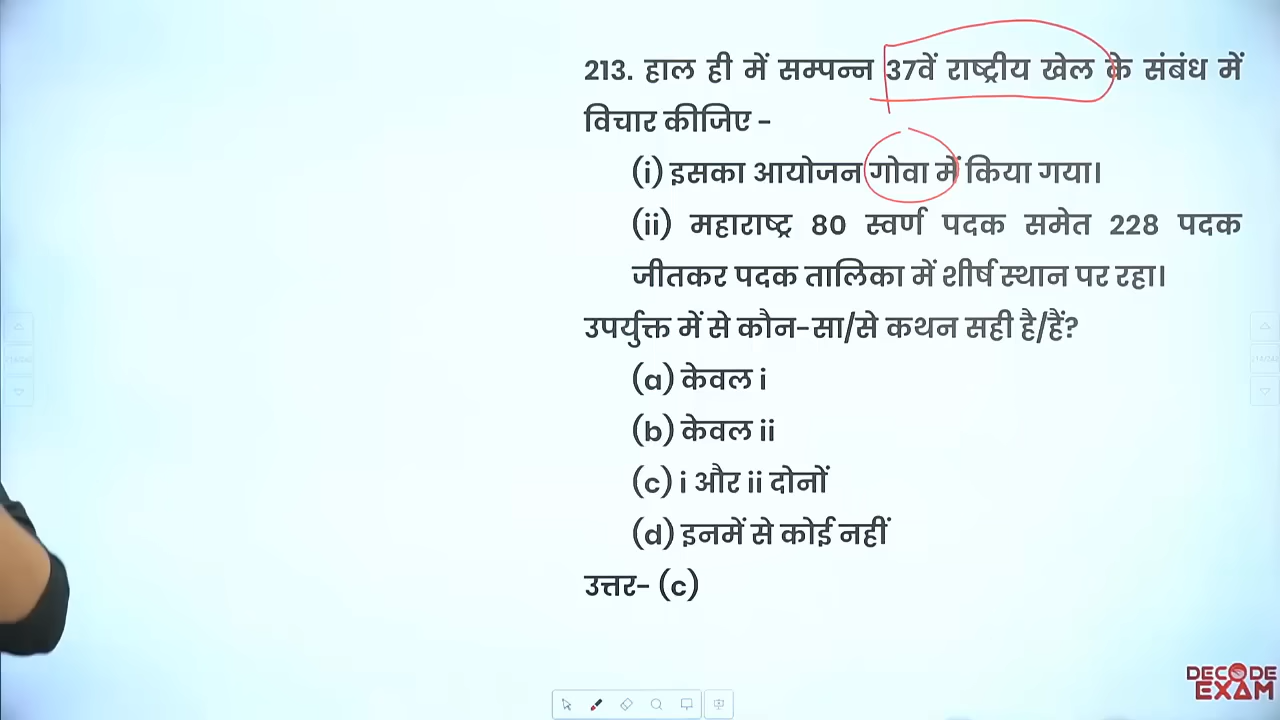 213. हाल ही में सम्पन्न 37वें राष्ट्रीय खेल के संबंध में
विचार कीजिए -
(i) इसका आयोजन गोवा में किया गया।
(ii) महाराष्ट्र 80 स्वर्ण पदक समेत 228 पदक
जीतकर पदक तालिका में शीर्ष स्थान पर रहा।
उपर्युक्त में से कौन-सा/से कथन सही है/हैं?
(a) केवल i
(b) केवल ii
(c) i और ii दोनों
(d) इनमें से कोई नहीं
उत्तर- (c)
DECODE
EXAM